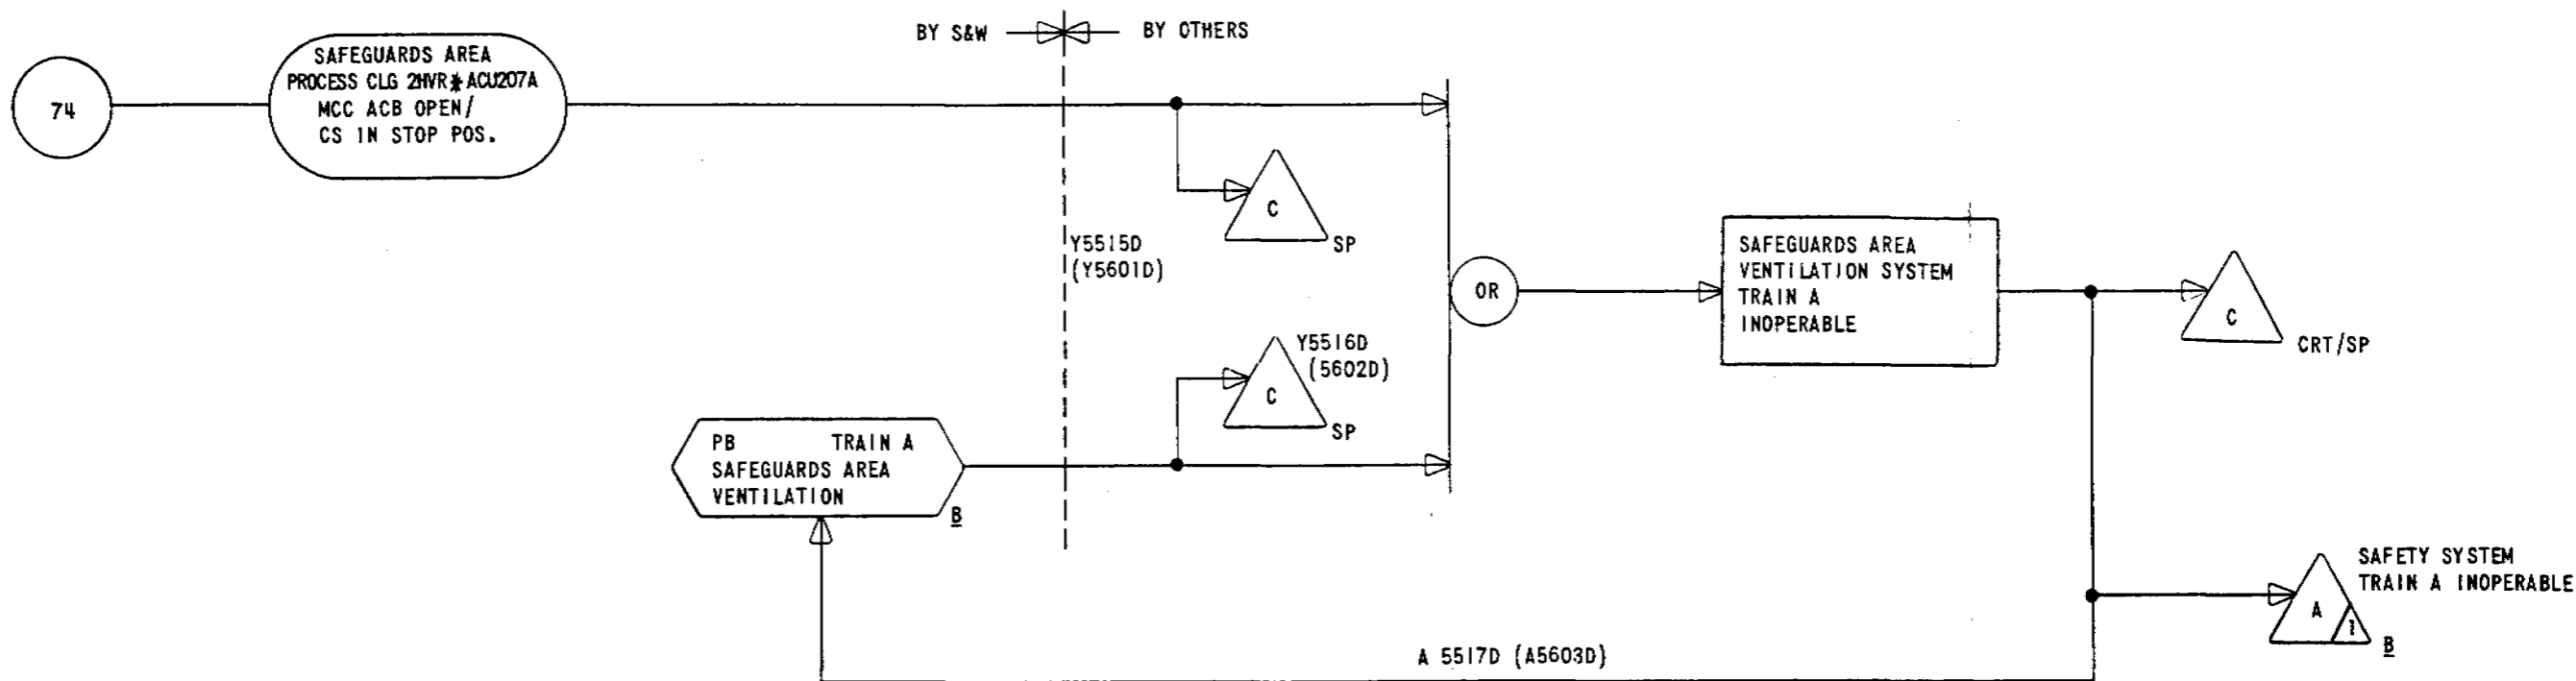 BY S&W
BY OTHERS
74
SAFEGUARDS AREA
PROCESS CLG 2HVR*ACU207A
MCC ACB OPEN/
CS IN STOP POS.
C
SP
Y5515D
(Y5601D)
OR
SAFEGUARDS AREA
VENTILATION SYSTEM
TRAIN A
INOPERABLE
C
CRT/SP
Y5516D
(5602D)
C
SP
PB TRAIN A
SAFEGUARDS AREA
VENTILATION
B
SAFETY SYSTEM
TRAIN A INOPERABLE
A
1
B
A 5517D (A5603D)